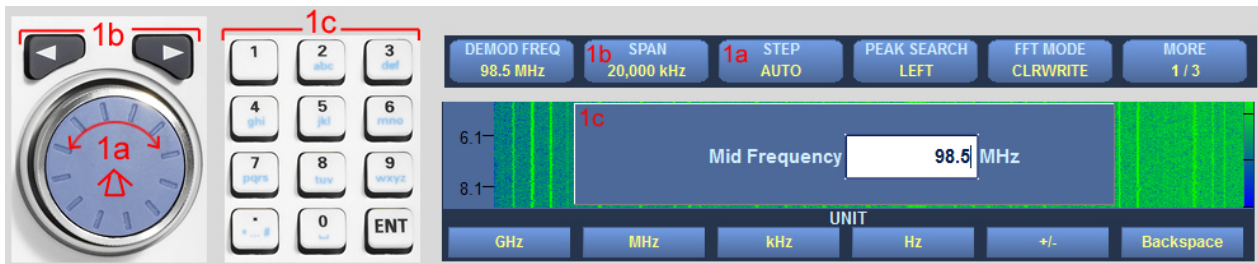 1b
1a
1c
1
2
abc
3
def
4
ghi
5
jkl
6
mno
7
pqrs
8
tuv
9
wxyz
.
*...#
0
ENT
DEMOD FREQ
98.5 MHz
1b SPAN
20,000 kHz
1a STEP
AUTO
PEAK SEARCH
LEFT
FFT MODE
CLRWRITE
MORE
1 / 3
6.1
8.1
1c
Mid Frequency 98.5 MHz
UNIT
GHz MHz kHz Hz +/- Backspace